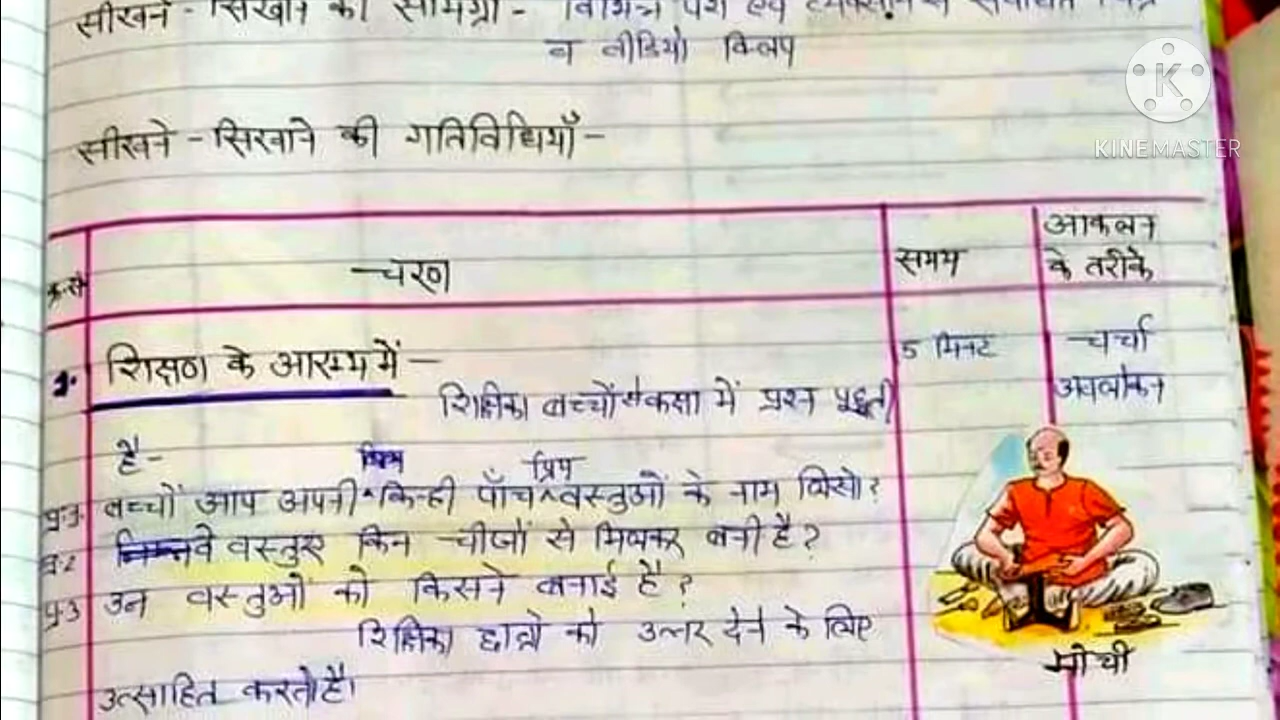 सीखने - सिखाने की सामग्री - विभिन्न पेशे एवं व्यवसाय से संबंधित चित्र
व वीडियो क्लिप
K
KINEMASTER
सीखने - सिखाने की गतिविधियाँ -
क्र.सं चरण समय आकलन के तरीके
1. शिक्षण के आरम्भ में - 5 मिनट चर्चा
शिक्षिका बच्चों से कक्षा में प्रश्न पूछती अवलोकन
है -
प्रिय
प्र.1. बच्चों आप अपनी किन्ही पाँच वस्तुओं के नाम लिखो?
प्र.2 वे वस्तुएं किन चीजों से मिलकर बनी है?
प्र.3 उन वस्तुओं को किसने बनाई है?
शिक्षिका छात्रो को उत्तर देने के लिए
मोची
उत्साहित करती है।